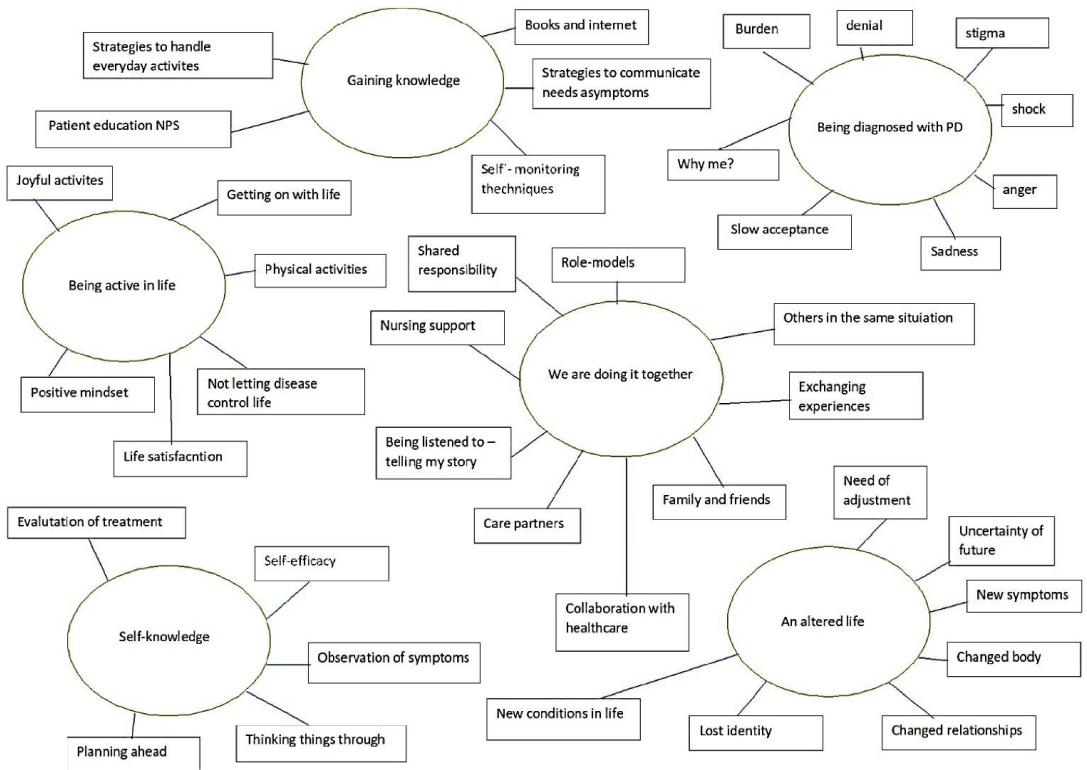 Books and internet
Strategies to handle
everyday activites
Gaining knowledge
Strategies to communicate
needs asymptoms
Patient education NPS
Self - monitoring
thechniques
Burden
denial
stigma
shock
Being diagnosed with PD
Why me?
anger
Slow acceptance
Sadness
Joyful activites
Getting on with life
Physical activities
Being active in life
Positive mindset
Not letting disease
control life
Life satisfacntion
Shared
responsibility
Role-models
Nursing support
Others in the same situiation
We are doing it together
Exchanging
experiences
Being listened to –
telling my story
Family and friends
Care partners
Collaboration with
healthcare
Evalutation of treatment
Self-efficacy
Self-knowledge
Observation of symptoms
Thinking things through
Planning ahead
Need of
adjustment
Uncertainty of
future
New symptoms
An altered life
Changed body
New conditions in life
Lost identity
Changed relationships